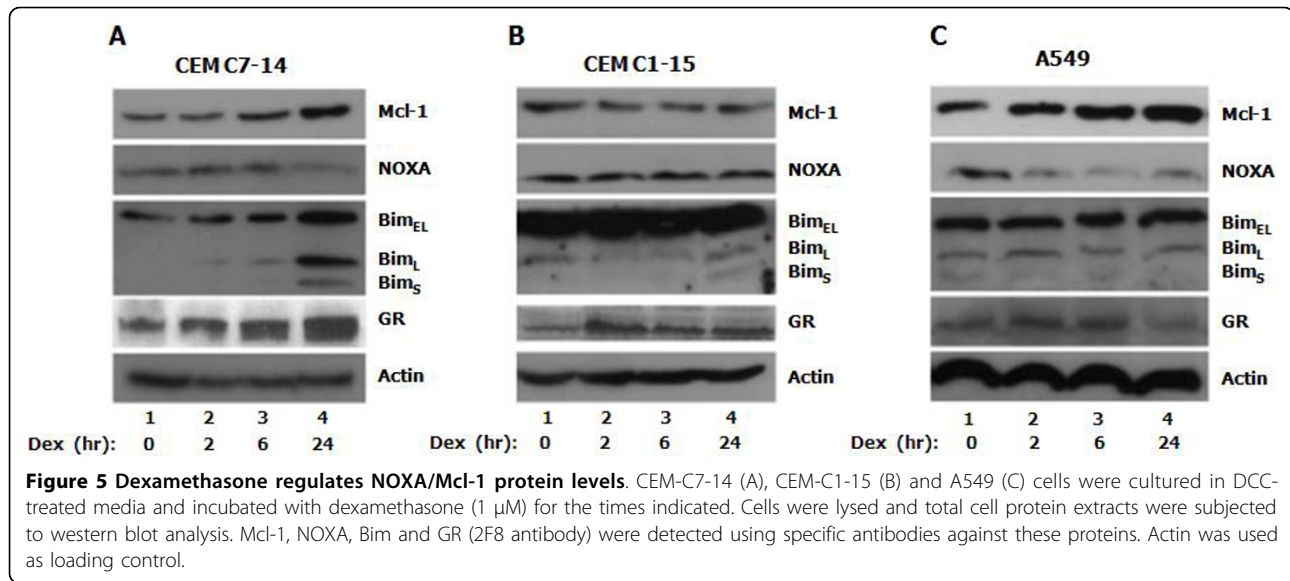 A
CEM C7-14
Mcl-1
NOXA
BimEL
BimL
BimS
GR
Actin
1 2 3 4
Dex (hr): 0 2 6 24
B
CEM C1-15
Mcl-1
NOXA
BimEL
BimL
BimS
GR
Actin
1 2 3 4
Dex (hr): 0 2 6 24
C
A549
Mcl-1
NOXA
BimEL
BimL
BimS
GR
Actin
1 2 3 4
Dex (hr): 0 2 6 24
Figure 5 Dexamethasone regulates NOXA/Mcl-1 protein levels. CEM-C7-14 (A), CEM-C1-15 (B) and A549 (C) cells were cultured in DCC-
treated media and incubated with dexamethasone (1 μM) for the times indicated. Cells were lysed and total cell protein extracts were subjected
to western blot analysis. Mcl-1, NOXA, Bim and GR (2F8 antibody) were detected using specific antibodies against these proteins. Actin was used
as loading control.